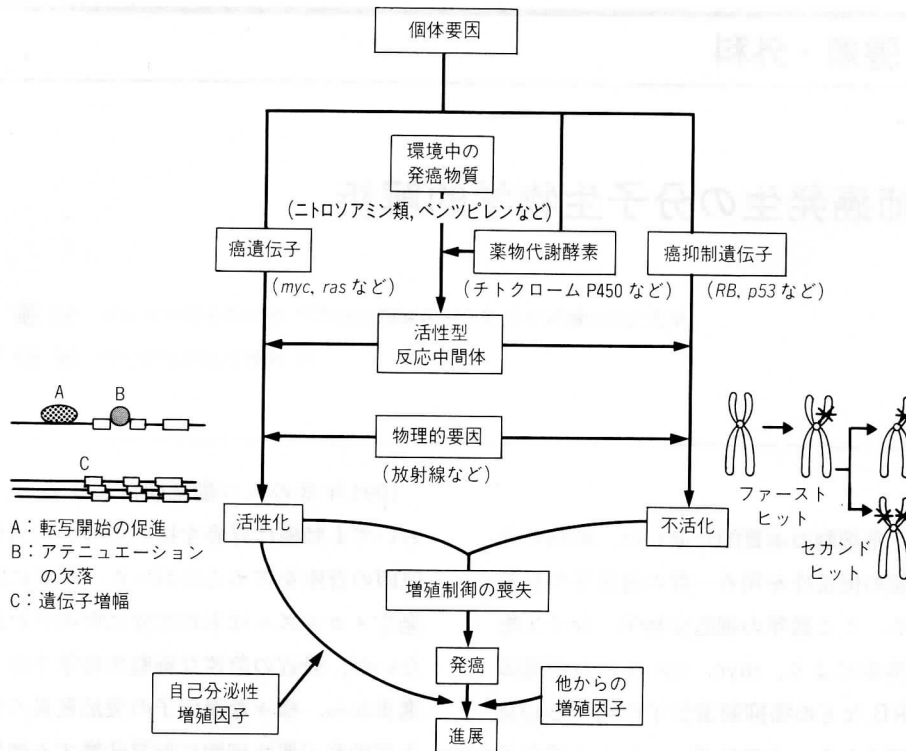 個体要因
環境中の
発癌物質
(ニトロソアミン類, ベンツピレンなど)
癌遺伝子
薬物代謝酵素
癌抑制遺伝子
(myc, ras など)
(チトクローム P450 など)
(RB, p53 など)
活性型
反応中間体
A
B
物理的要因
(放射線など)
C
ファースト
ヒット
セカンド
ヒット
A：転写開始の促進
B：アテニュエーション
の欠落
C：遺伝子増幅
活性化
不活化
増殖制御の喪失
発癌
自己分泌性
増殖因子
他からの
増殖因子
進展